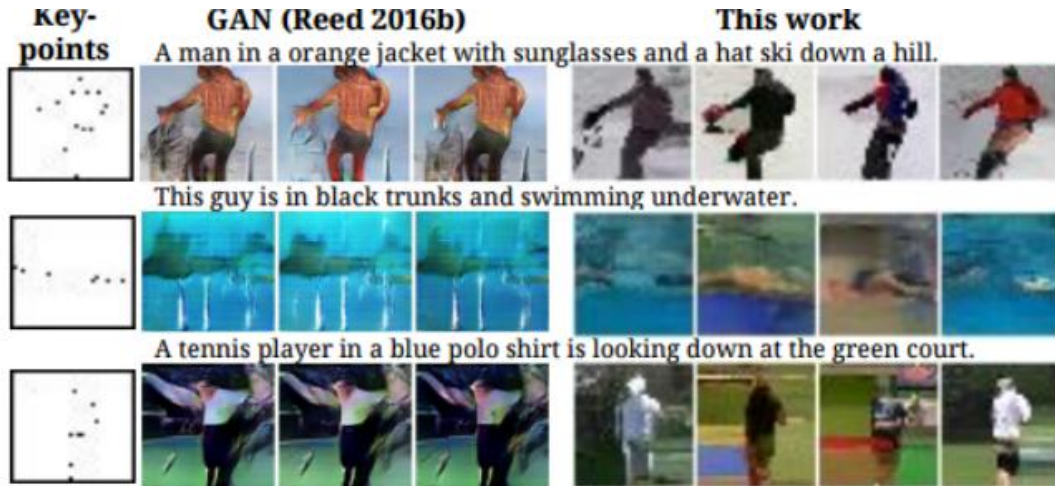 Key- GAN (Reed 2016b) This work
points
A man in a orange jacket with sunglasses and a hat ski down a hill.
This guy is in black trunks and swimming underwater.
A tennis player in a blue polo shirt is looking down at the green court.